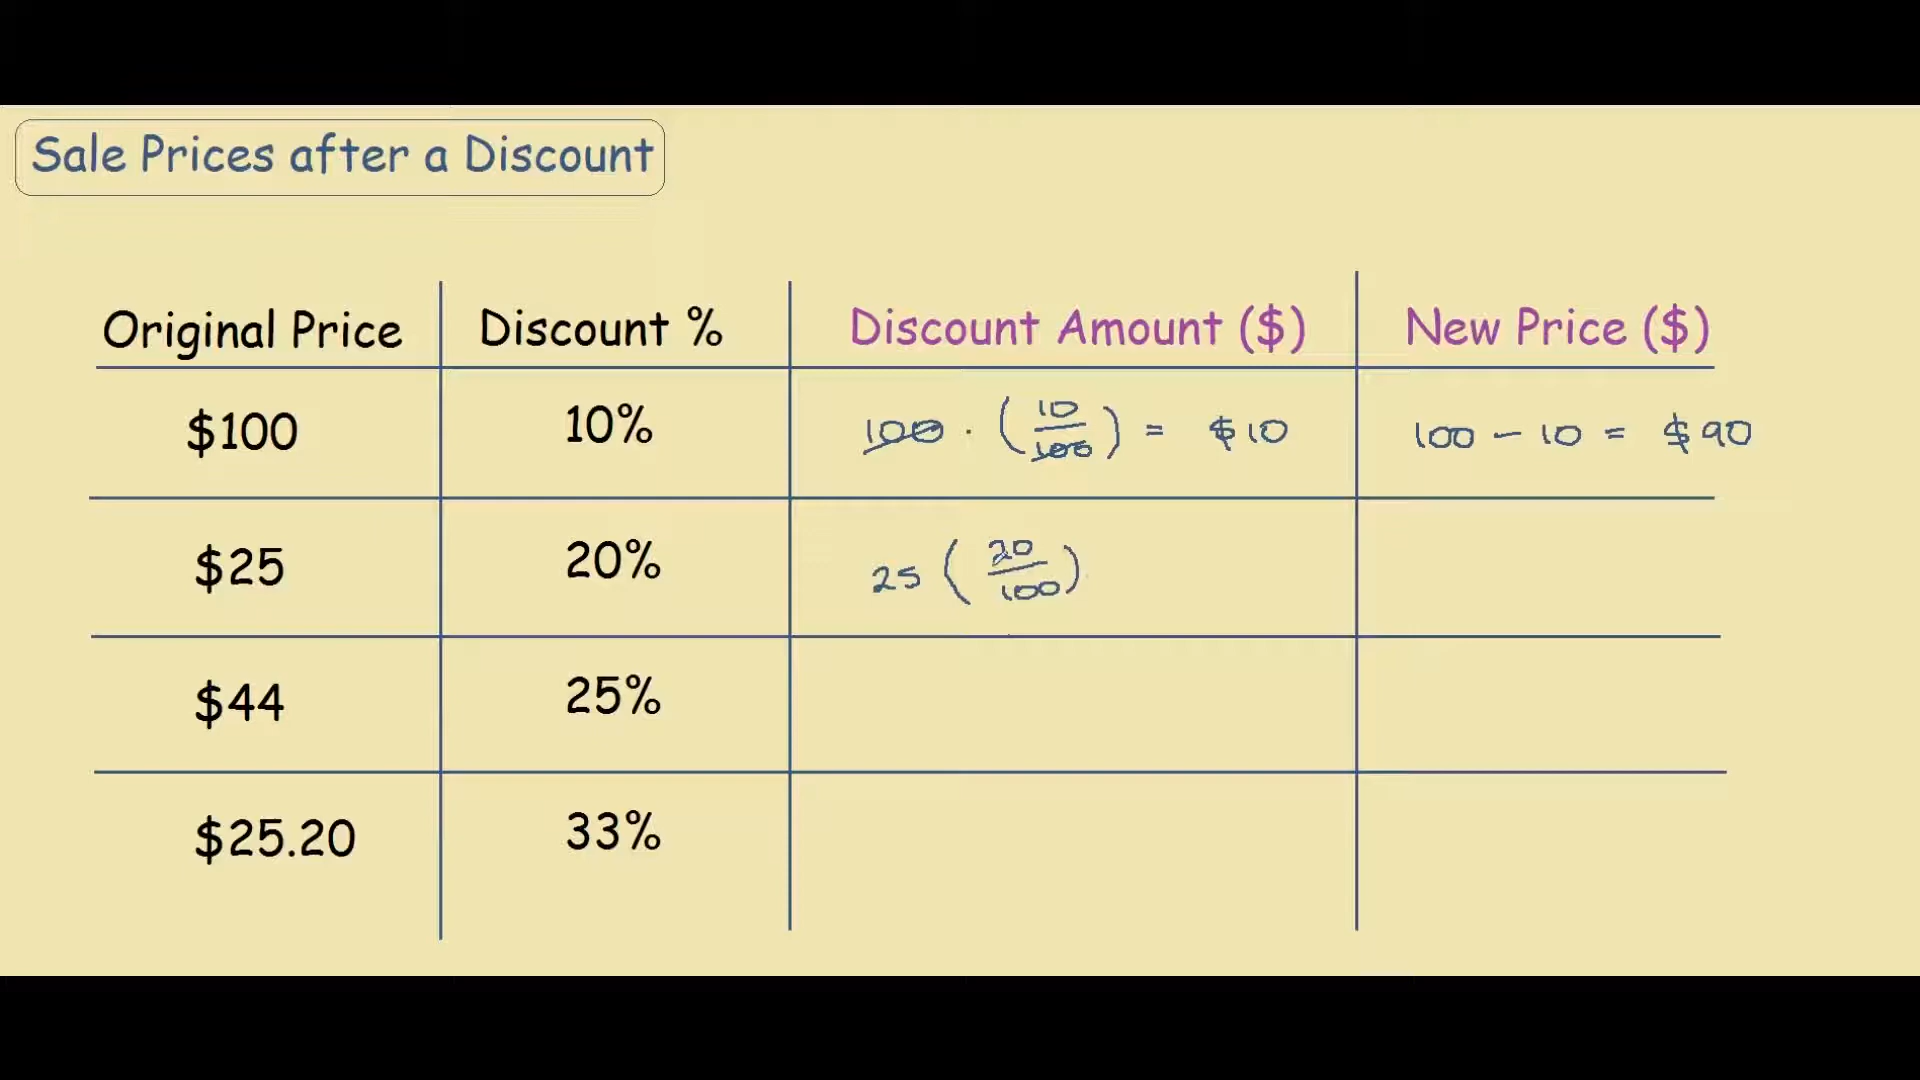 Sale Prices after a Discount
Original Price Discount % Discount Amount ($) New Price ($)
$100 10% 100 · (10/100) = $10 100 - 10 = $90
$25 20% 25 (20/100)
$44 25%
$25.20 33%